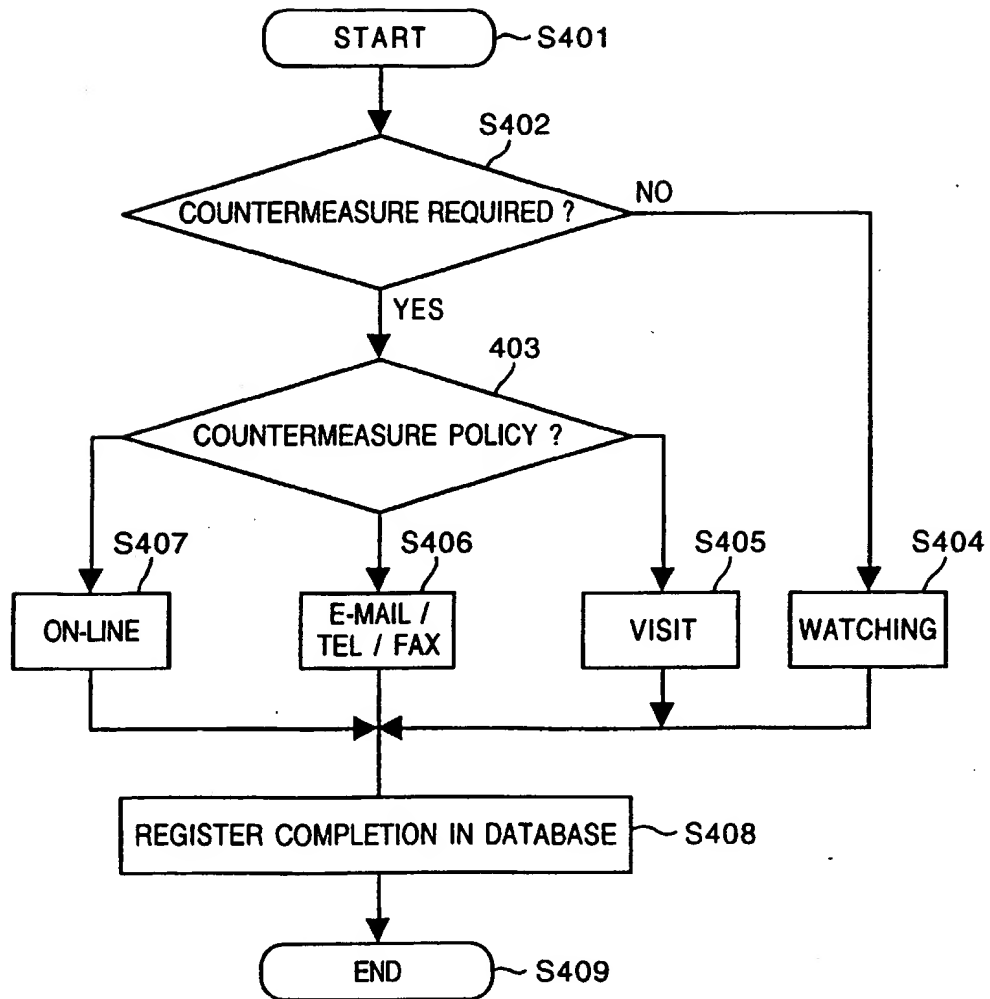 START
S401
S402
COUNTERMEASURE REQUIRED ?
NO
YES
403
COUNTERMEASURE POLICY ?
S407
S406
S405
S404
ON-LINE
E-MAIL /
TEL / FAX
VISIT
WATCHING
REGISTER COMPLETION IN DATABASE
S408
END
S409